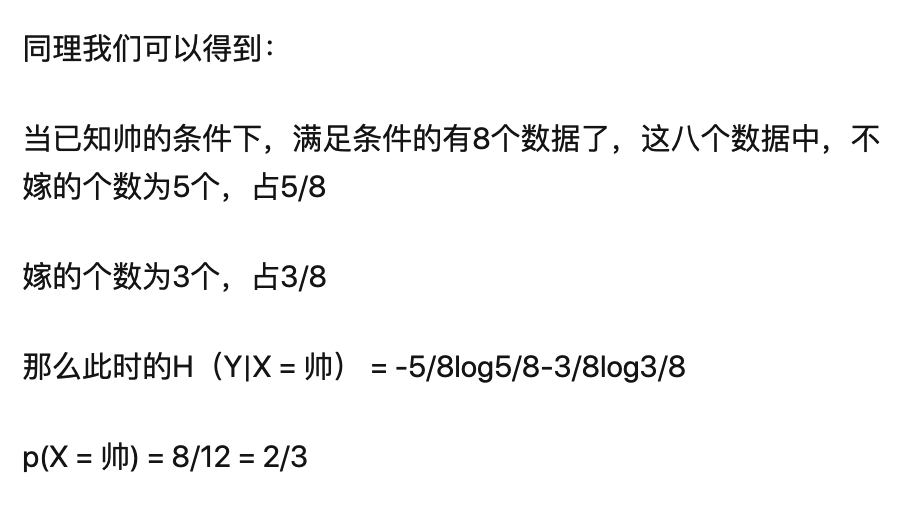 同理我们可以得到：
当已知帅的条件下，满足条件的有8个数据了，这八个数据中，不
嫁的个数为5个，占5/8
嫁的个数为3个，占3/8
那么此时的H（Y|X = 帅） = -5/8log5/8-3/8log3/8
p(X = 帅) = 8/12 = 2/3